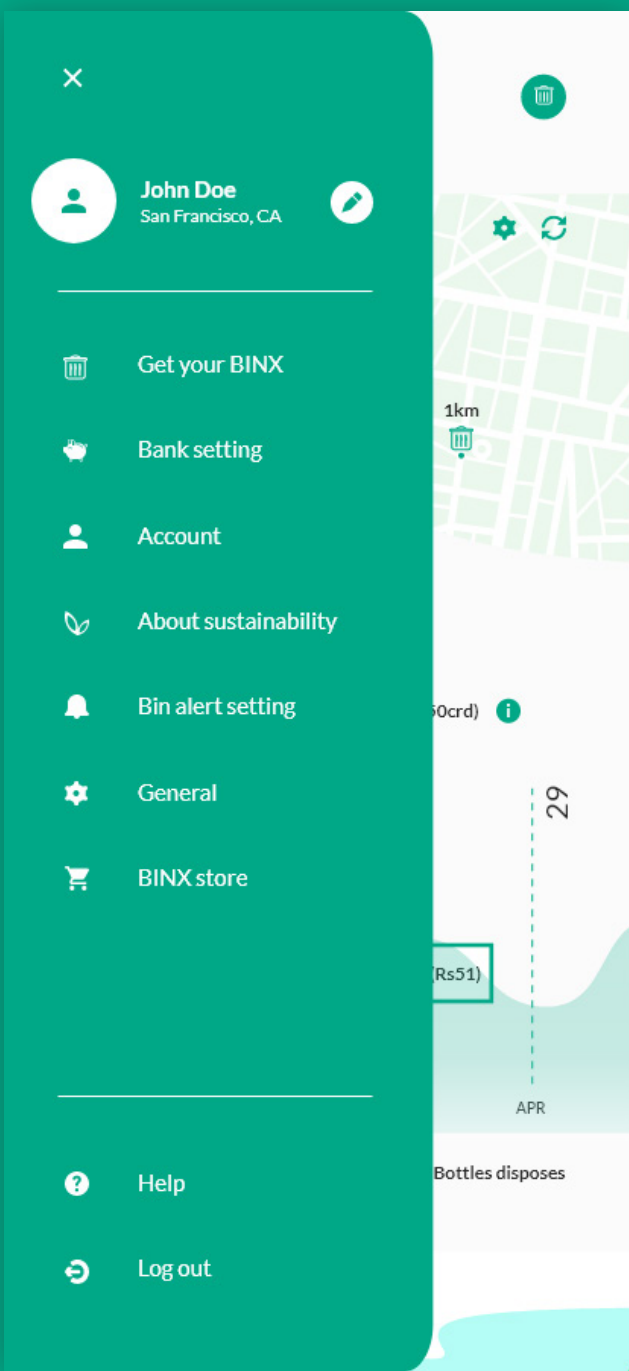 John Doe
San Francisco, CA
Get your BINX
Bank setting
Account
About sustainability
Bin alert setting
General
BINX store
Help
Log out
1km
50crd)
29
(Rs51)
APR
Bottles disposes